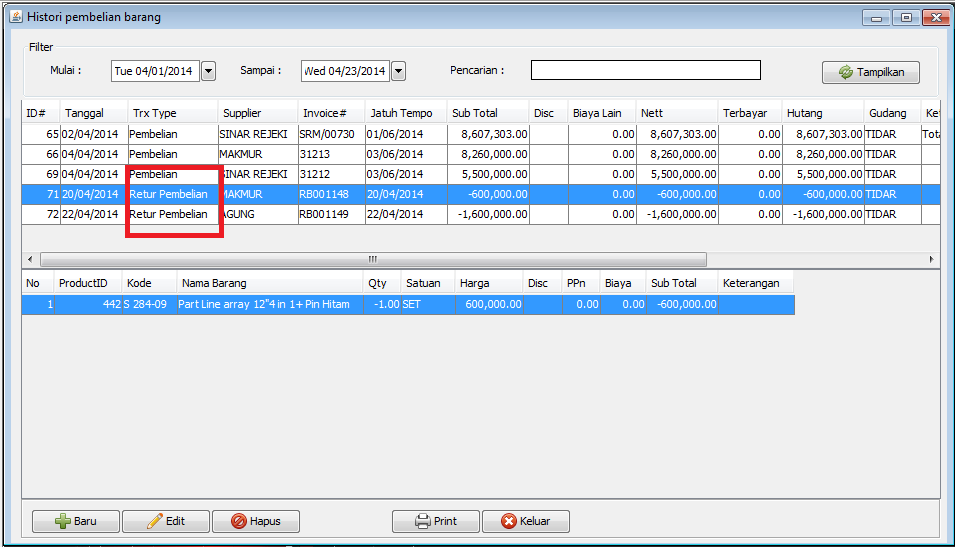 Histori pembelian barang
Filter
Mulai : Tue 04/01/2014 Sampai : Wed 04/23/2014 Pencarian : Tampilkan
ID# Tanggal Trx Type Supplier Invoice# Jatuh Tempo Sub Total Disc Biaya Lain Nett Terbayar Hutang Gudang Ket
65 02/04/2014 Pembelian SINAR REJEKI SRM/00730 01/06/2014 8,607,303.00 0.00 8,607,303.00 0.00 8,607,303.00 TIDAR Tota
66 04/04/2014 Pembelian MAKMUR 31213 03/06/2014 8,260,000.00 0.00 8,260,000.00 0.00 8,260,000.00 TIDAR
69 04/04/2014 Pembelian SINAR REJEKI 31212 03/06/2014 5,500,000.00 0.00 5,500,000.00 0.00 5,500,000.00 TIDAR
71 20/04/2014 Retur Pembelian MAKMUR RB001148 20/04/2014 -600,000.00 0.00 -600,000.00 0.00 -600,000.00 TIDAR
72 22/04/2014 Retur Pembelian AGUNG RB001149 22/04/2014 -1,600,000.00 0.00 -1,600,000.00 0.00 -1,600,000.00 TIDAR
No ProductID Kode Nama Barang Qty Satuan Harga Disc PPn Biaya Sub Total Keterangan
1 442 S 284-09 Part Line array 12"4 in 1+Pin Hitam -1.00 SET 600,000.00 0.00 0.00 -600,000.00
Baru Edit Hapus Print Keluar